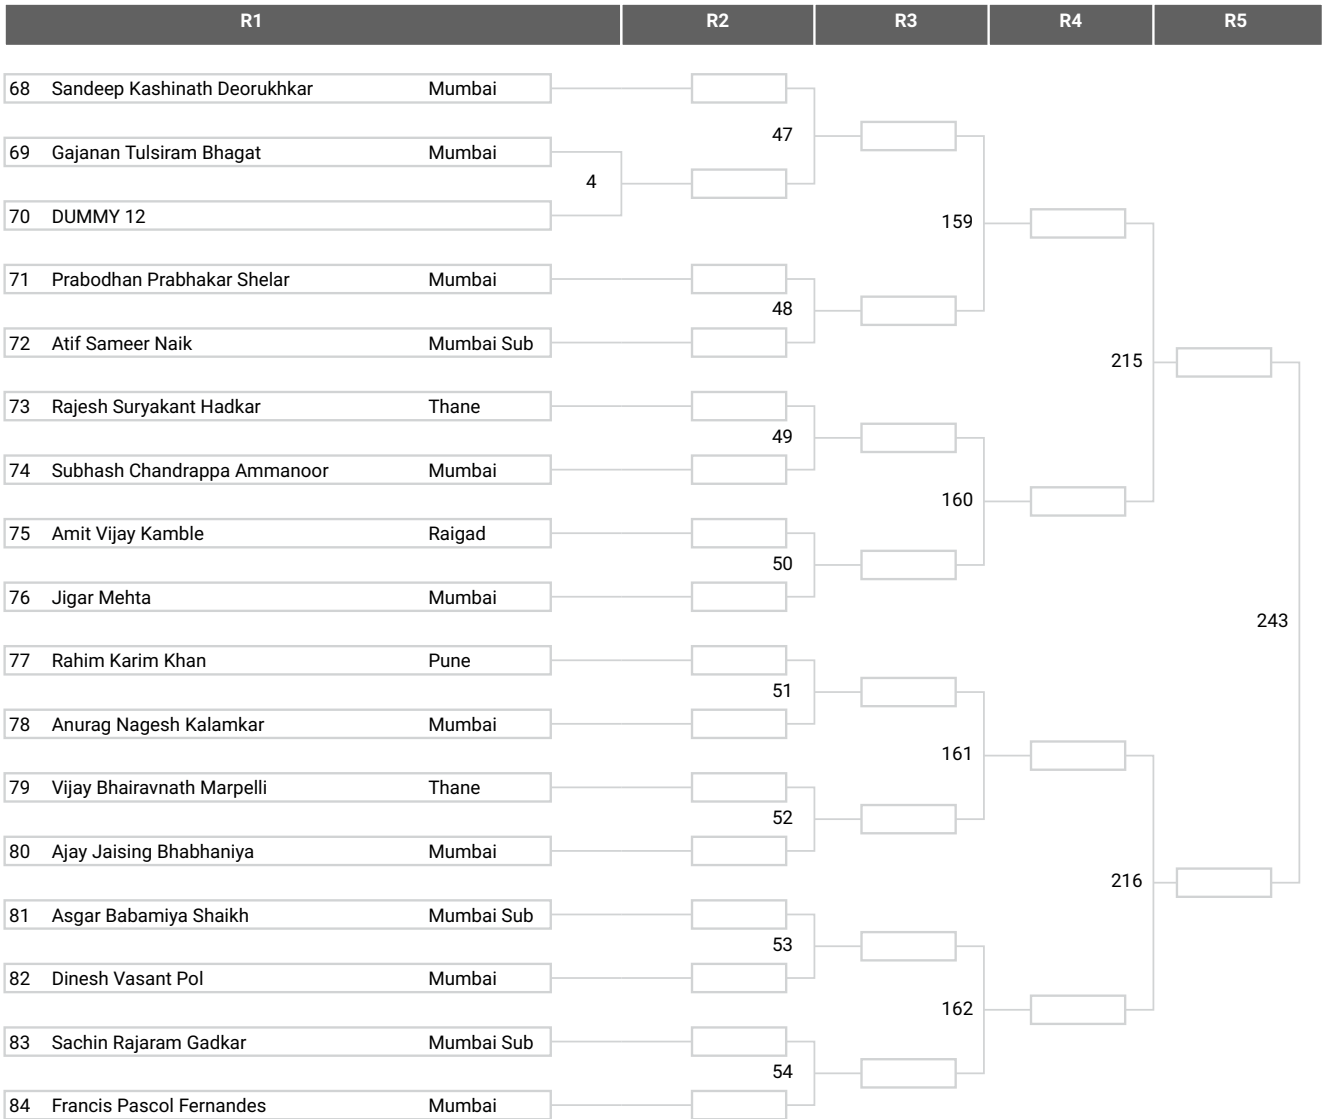 R1 R2 R3 R4 R5
68 Sandeep Kashinath Deorukhkar Mumbai
47
69 Gajanan Tulsiram Bhagat Mumbai
4
70 DUMMY 12
159
71 Prabodhan Prabhakar Shelar Mumbai
48
72 Atif Sameer Naik Mumbai Sub
215
73 Rajesh Suryakant Hadkar Thane
49
74 Subhash Chandrappa Ammanoor Mumbai
160
75 Amit Vijay Kamble Raigad
50
76 Jigar Mehta Mumbai
243
77 Rahim Karim Khan Pune
51
78 Anurag Nagesh Kalamkar Mumbai
161
79 Vijay Bhairavnath Marpelli Thane
52
80 Ajay Jaising Bhabhaniya Mumbai
216
81 Asgar Babamiya Shaikh Mumbai Sub
53
82 Dinesh Vasant Pol Mumbai
162
83 Sachin Rajaram Gadkar Mumbai Sub
54
84 Francis Pascol Fernandes Mumbai